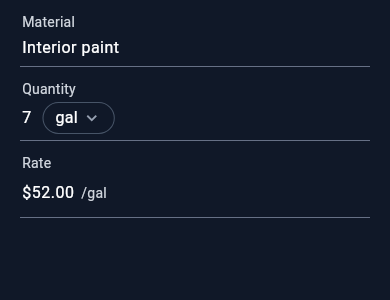 Material
Interior paint
Quantity
7 gal
Rate
$52.00 /gal